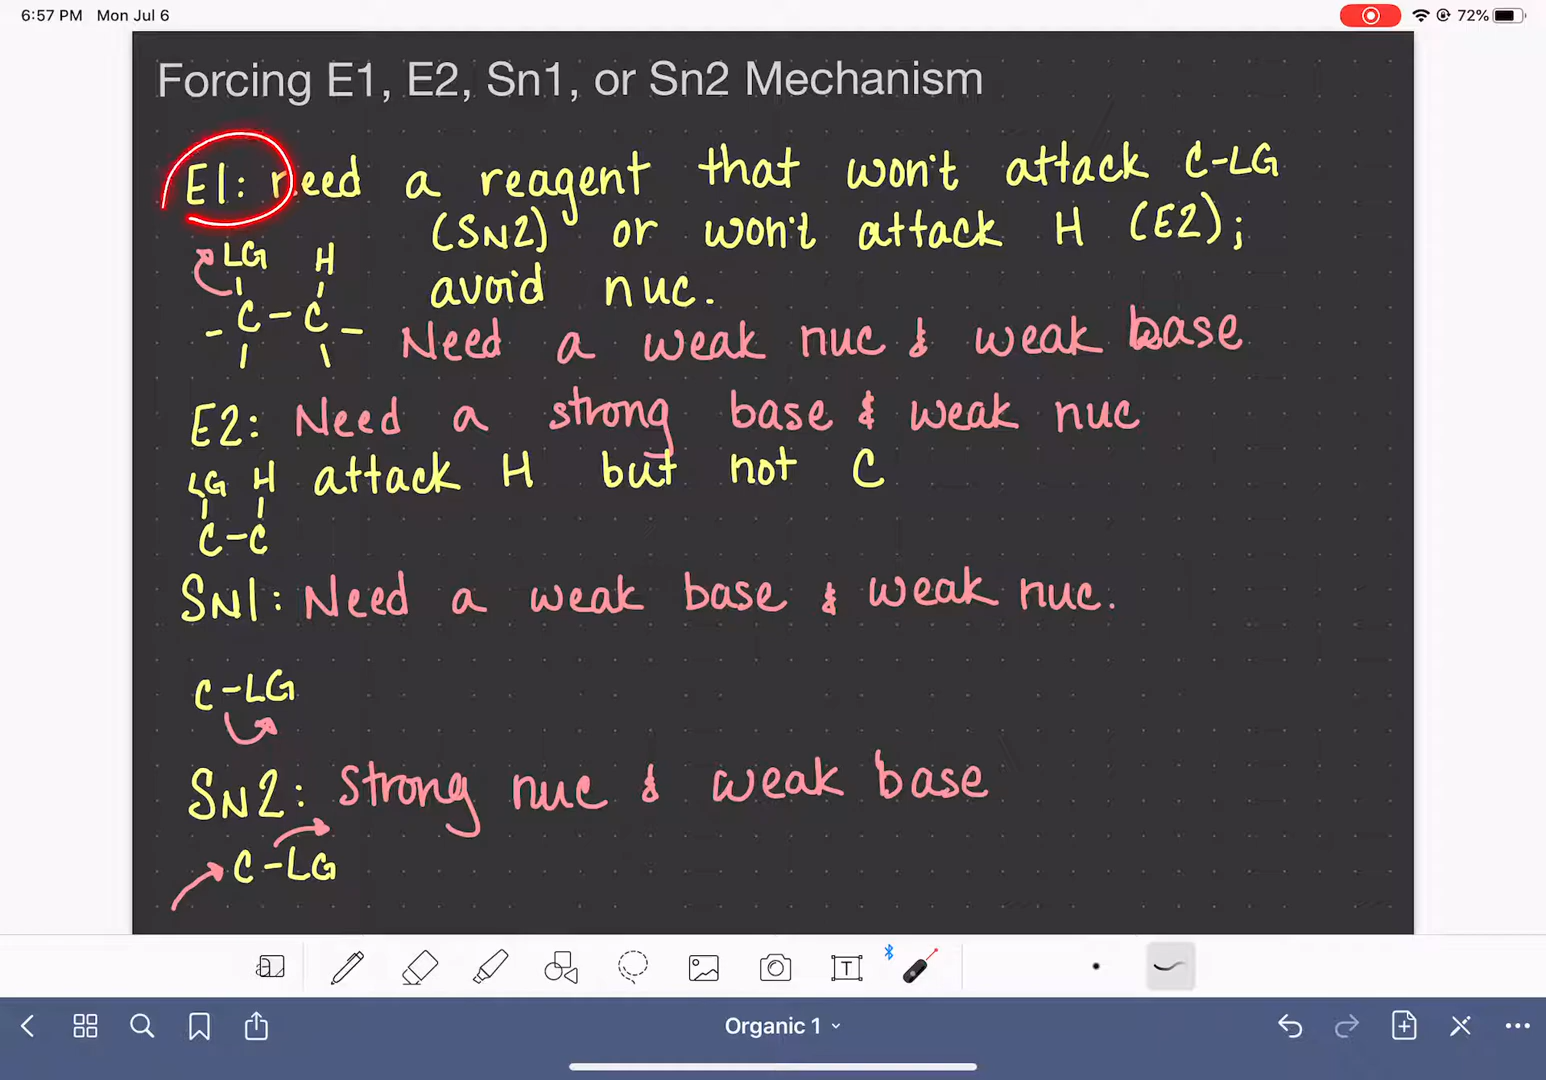 6:57 PM Mon Jul 6
72%
Forcing E1, E2, Sn1, or Sn2 Mechanism
E1: need a reagent that won't attack C-LG
(SN2) or won't attack H (E2);
avoid nuc.
LG H
C - C
Need a weak nuc & weak base
E2: Need a strong base & weak nuc
LG H attack H but not C
C-C
SN1: Need a weak base & weak nuc.
C-LG
SN2: Strong nuc & weak base
C-LG
T
Organic 1